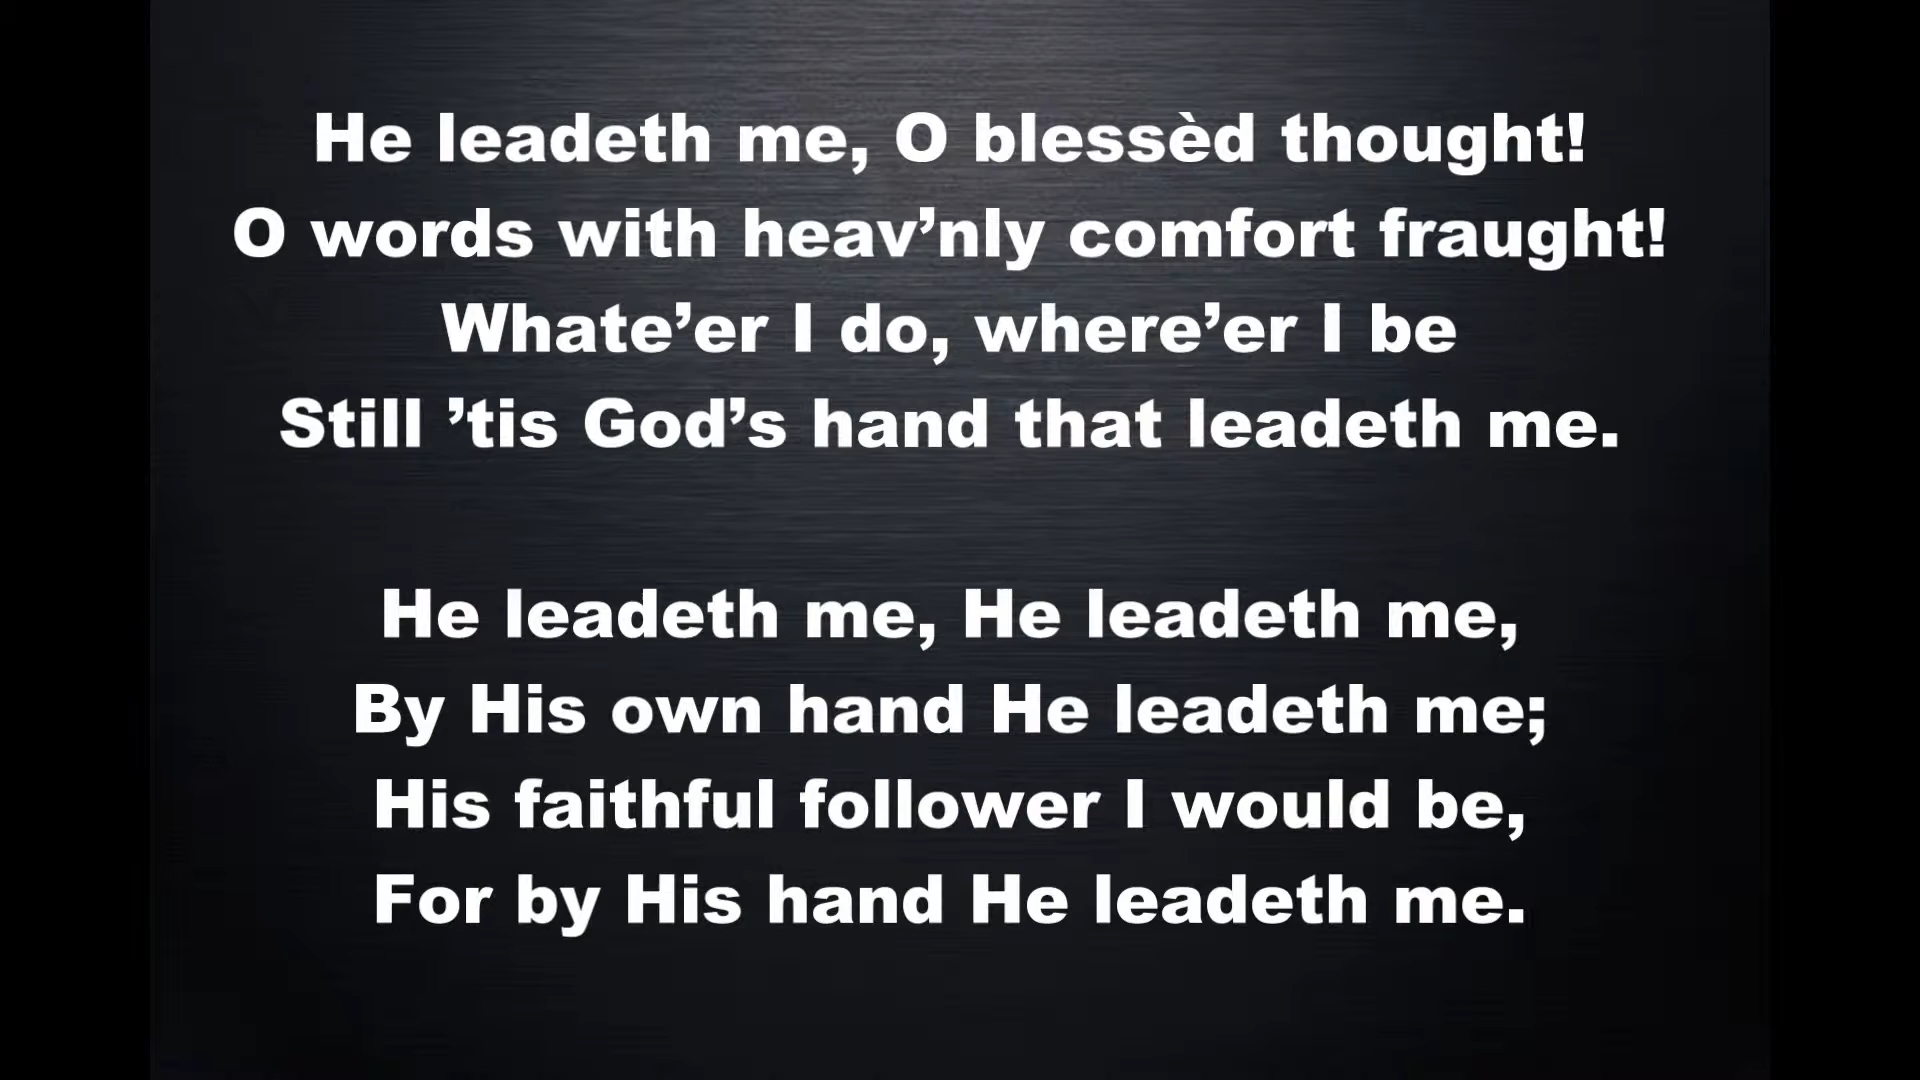 He leadeth me, O blessèd thought!
O words with heav’nly comfort fraught!
Whate’er I do, where’er I be
Still ’tis God’s hand that leadeth me.
He leadeth me, He leadeth me,
By His own hand He leadeth me;
His faithful follower I would be,
For by His hand He leadeth me.